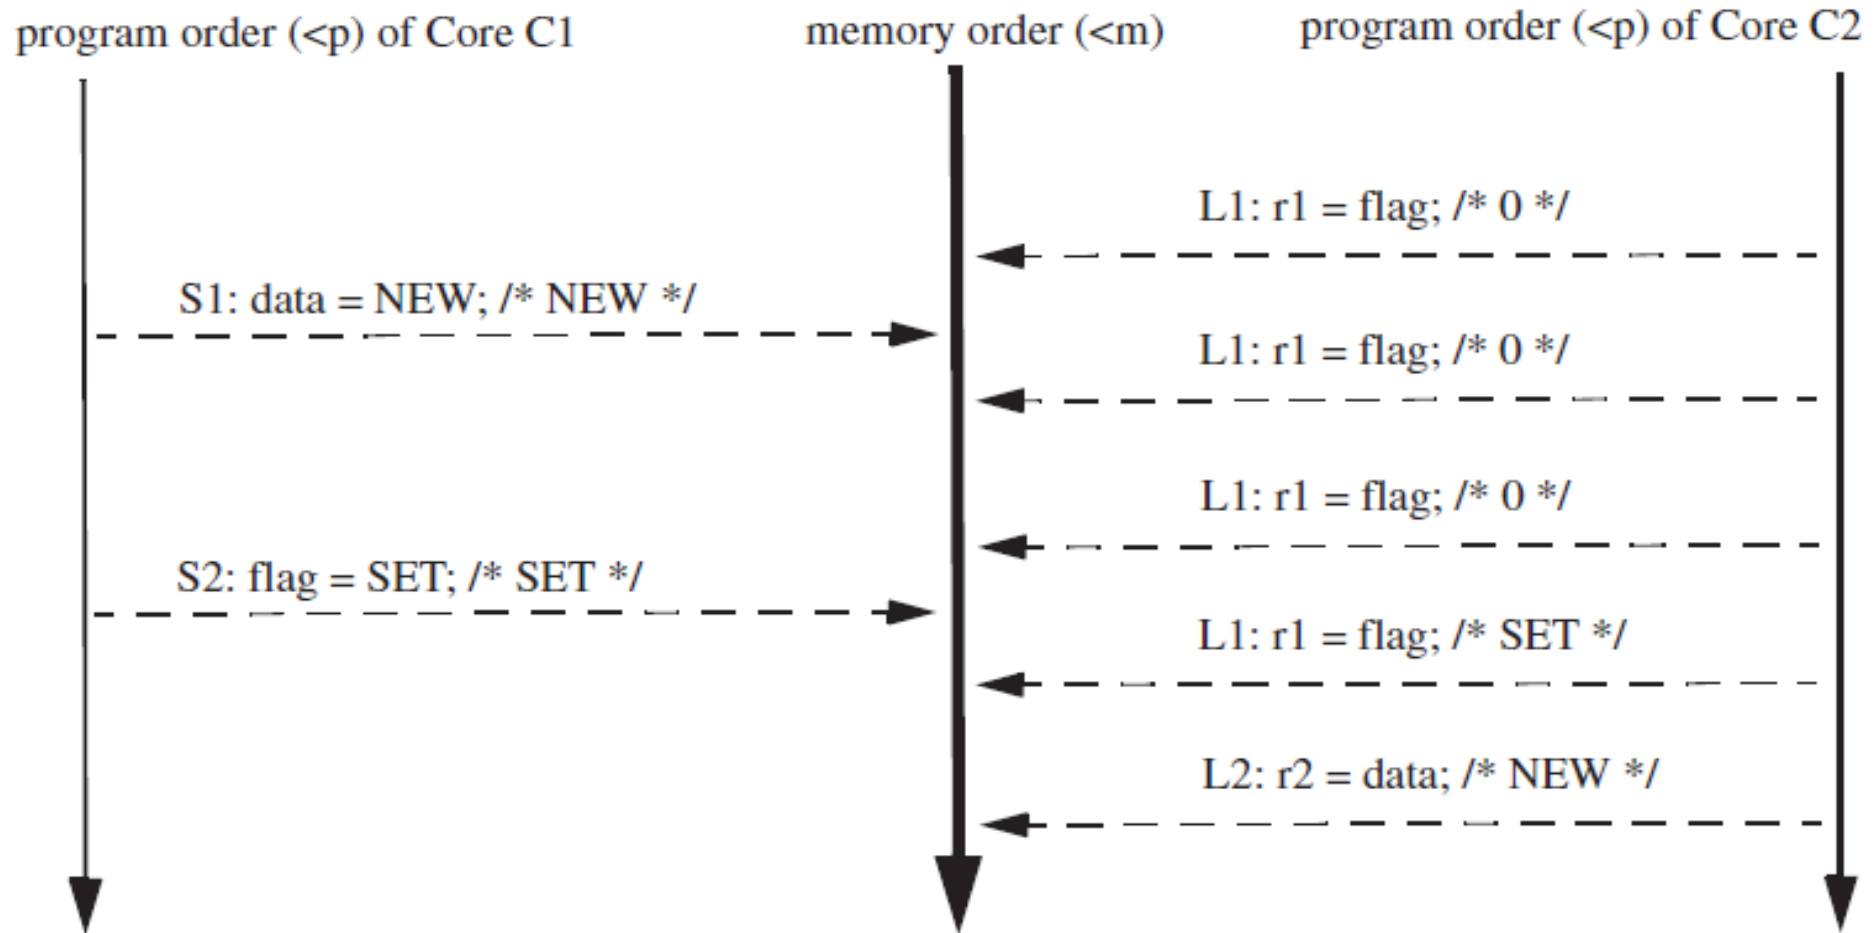 program order (<p) of Core C1
memory order (<m)
program order (<p) of Core C2
L1: r1 = flag; /* 0 */
S1: data = NEW; /* NEW */
L1: r1 = flag; /* 0 */
L1: r1 = flag; /* 0 */
S2: flag = SET; /* SET */
L1: r1 = flag; /* SET */
L2: r2 = data; /* NEW */